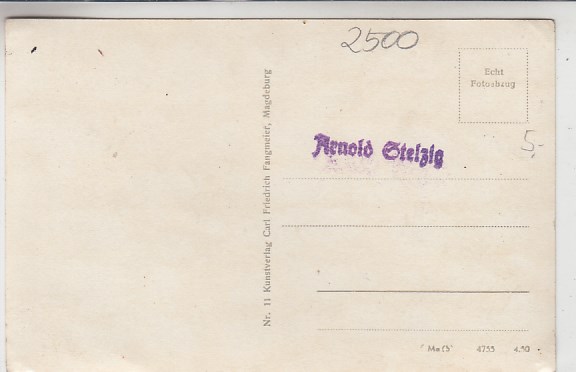 2500
Echt
Fotoabzug
5.-
Arnold Stelzig
Nr. 11 Kunstverlag Carl Friedrich Fangmeier, Magdeburg
4755 4.50